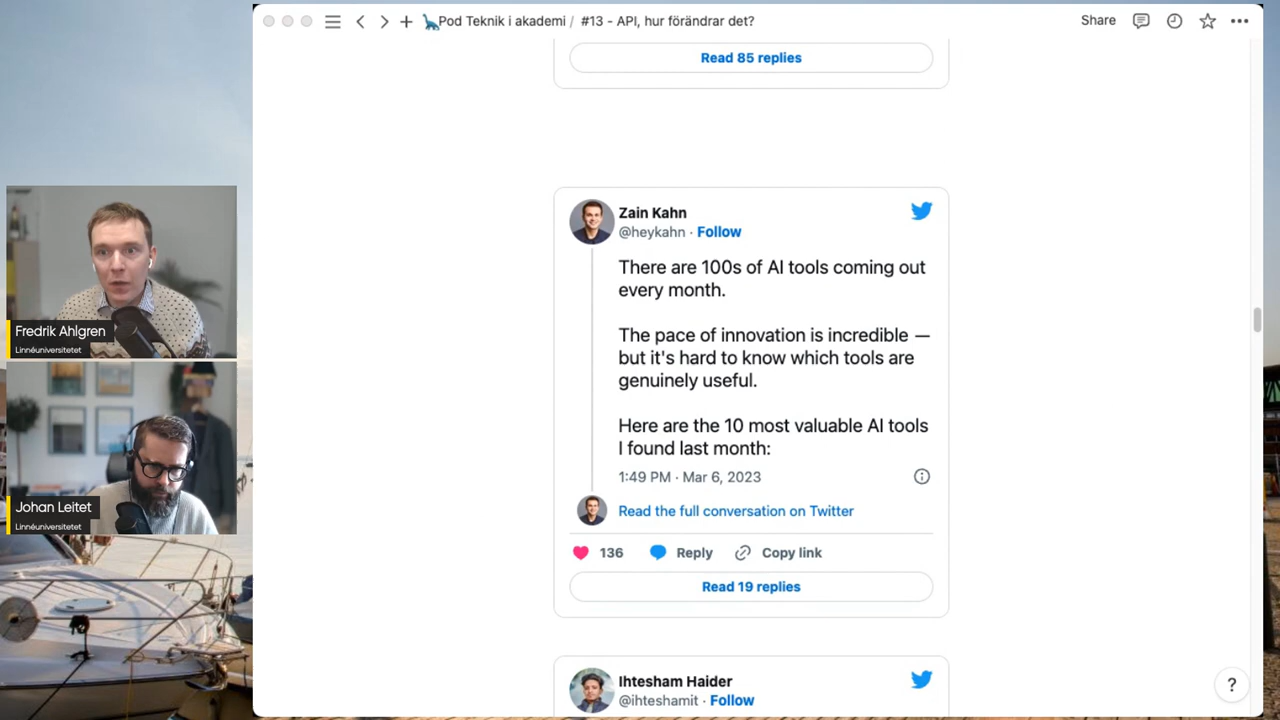 Pod Teknik i akademi / #13 - API, hur förändrar det?
Share
Read 85 replies
Zain Kahn
@heykahn · Follow
There are 100s of AI tools coming out
every month.
The pace of innovation is incredible —
but it's hard to know which tools are
genuinely useful.
Here are the 10 most valuable AI tools
I found last month:
1:49 PM · Mar 6, 2023
Read the full conversation on Twitter
136 Reply Copy link
Read 19 replies
Ihtesham Haider
@ihteshamit · Follow
?
Fredrik Ahlgren
Linnéuniversitetet
Johan Leitet
Linnéuniversitetet